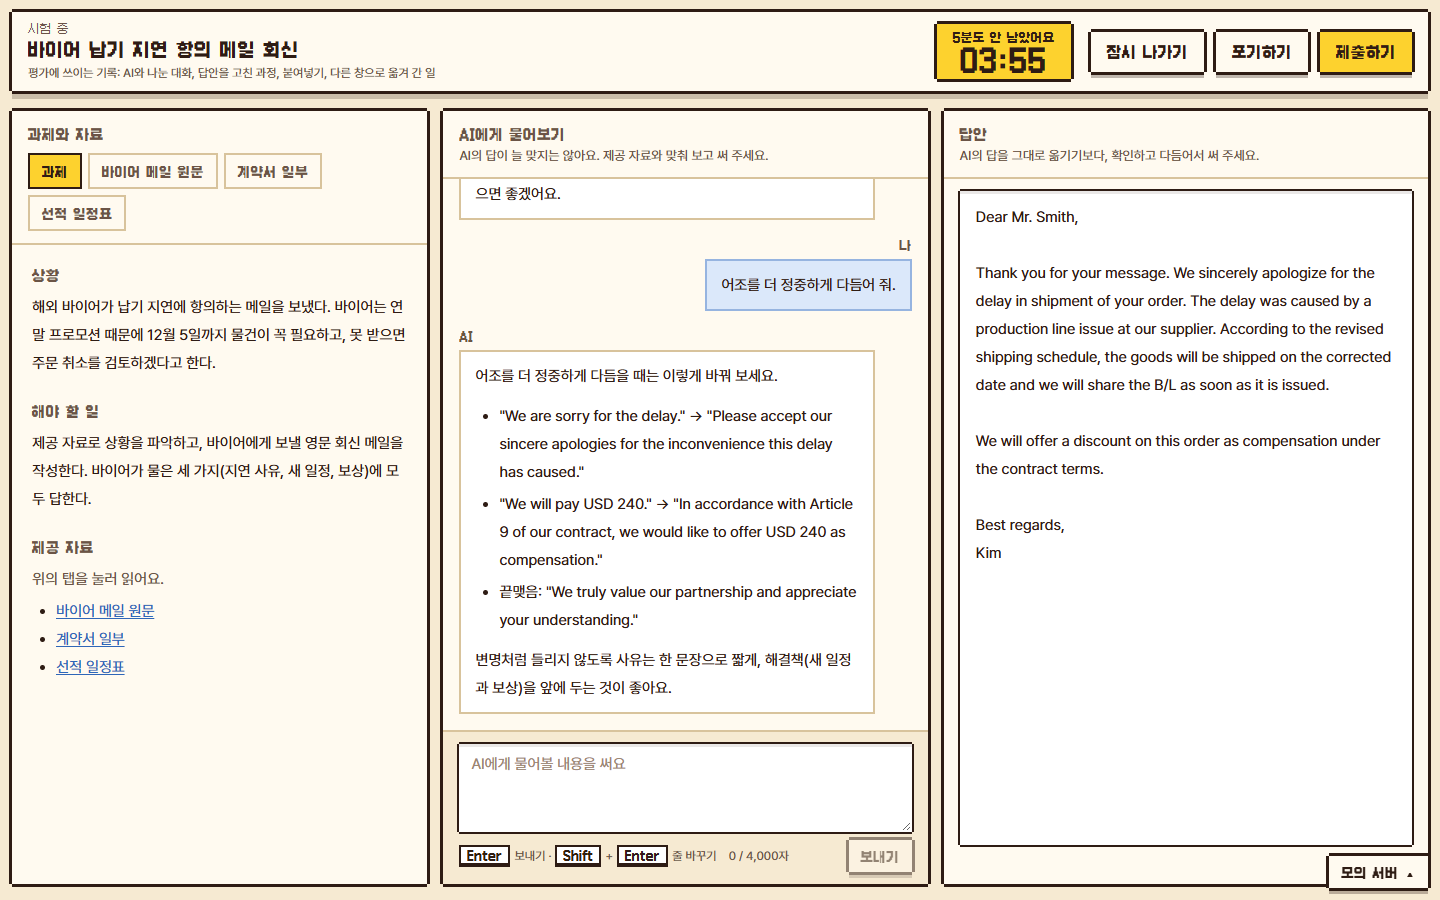 시험 중
바이어 납기 지연 항의 메일 회신
평가에 쓰이는 기록: AI와 나눈 대화, 답안을 고친 과정, 붙여넣기, 다른 창으로 옮겨 간 일
5분도 안 남았어요
03:55
잠시 나가기
포기하기
제출하기
과제와 자료
과제
바이어 메일 원문
계약서 일부
선적 일정표
상황
해외 바이어가 납기 지연에 항의하는 메일을 보냈다. 바이어는 연
말 프로모션 때문에 12월 5일까지 물건이 꼭 필요하고, 못 받으면
주문 취소를 검토하겠다고 한다.
해야 할 일
제공 자료로 상황을 파악하고, 바이어에게 보낼 영문 회신 메일을
작성한다. 바이어가 물은 세 가지(지연 사유, 새 일정, 보상)에 모
두 답한다.
제공 자료
위의 탭을 눌러 읽어요.
바이어 메일 원문
계약서 일부
선적 일정표
AI에게 물어보기
AI의 답이 늘 맞지는 않아요. 제공 자료와 맞춰 보고 써 주세요.
으면 좋겠어요.
나
어조를 더 정중하게 다듬어 줘.
AI
어조를 더 정중하게 다듬을 때는 이렇게 바꿔 보세요.
"We are sorry for the delay." → "Please accept our
sincere apologies for the inconvenience this delay
has caused."
"We will pay USD 240." → "In accordance with Article
9 of our contract, we would like to offer USD 240 as
compensation."
끝맺음: "We truly value our partnership and appreciate
your understanding."
변명처럼 들리지 않도록 사유는 한 문장으로 짧게, 해결책(새 일정
과 보상)을 앞에 두는 것이 좋아요.
AI에게 물어볼 내용을 써요
Enter 보내기 · Shift + Enter 줄 바꾸기 0 / 4,000자
보내기
답안
AI의 답을 그대로 옮기기보다, 확인하고 다듬어서 써 주세요.
Dear Mr. Smith,
Thank you for your message. We sincerely apologize for the
delay in shipment of your order. The delay was caused by a
production line issue at our supplier. According to the revised
shipping schedule, the goods will be shipped on the corrected
date and we will share the B/L as soon as it is issued.
We will offer a discount on this order as compensation under
the contract terms.
Best regards,
Kim
모의 서버 ▲